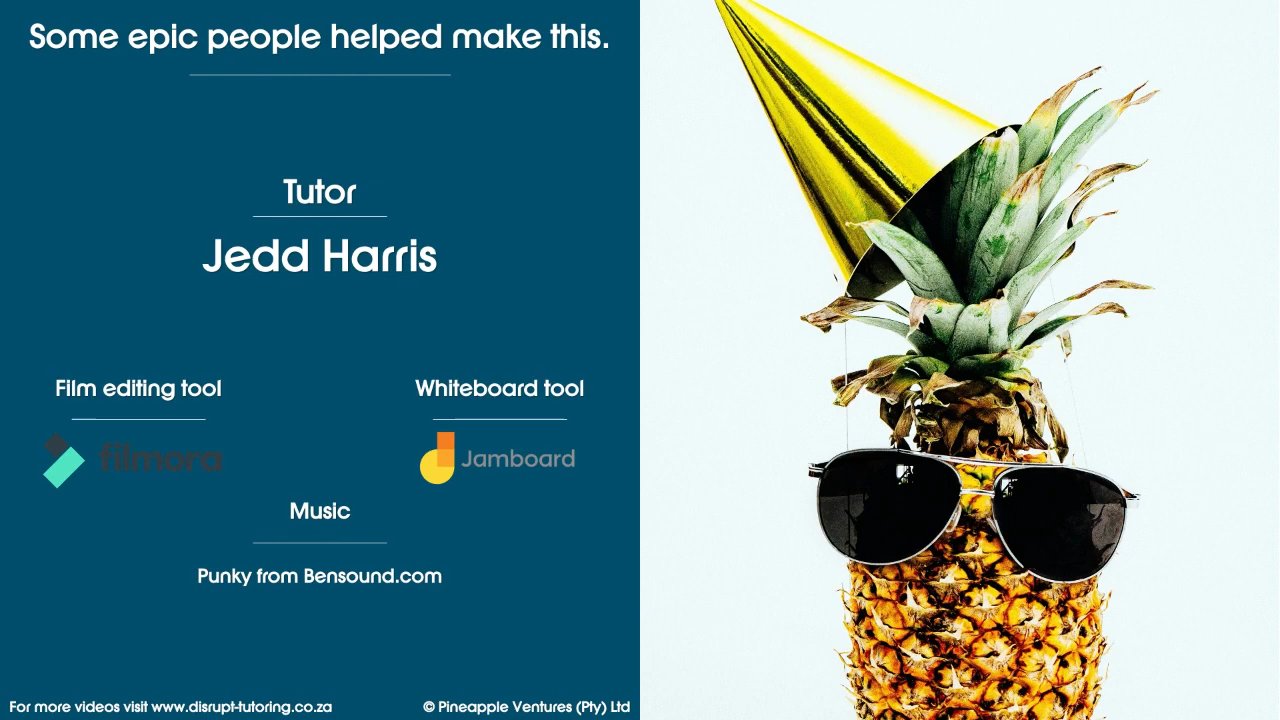 Some epic people helped make this.
Tutor
Jedd Harris
Film editing tool
Whiteboard tool
filmora
Jamboard
Music
Punky from Bensound.com
For more videos visit www.disrupt-tutoring.co.za
© Pineapple Ventures (Pty) Ltd